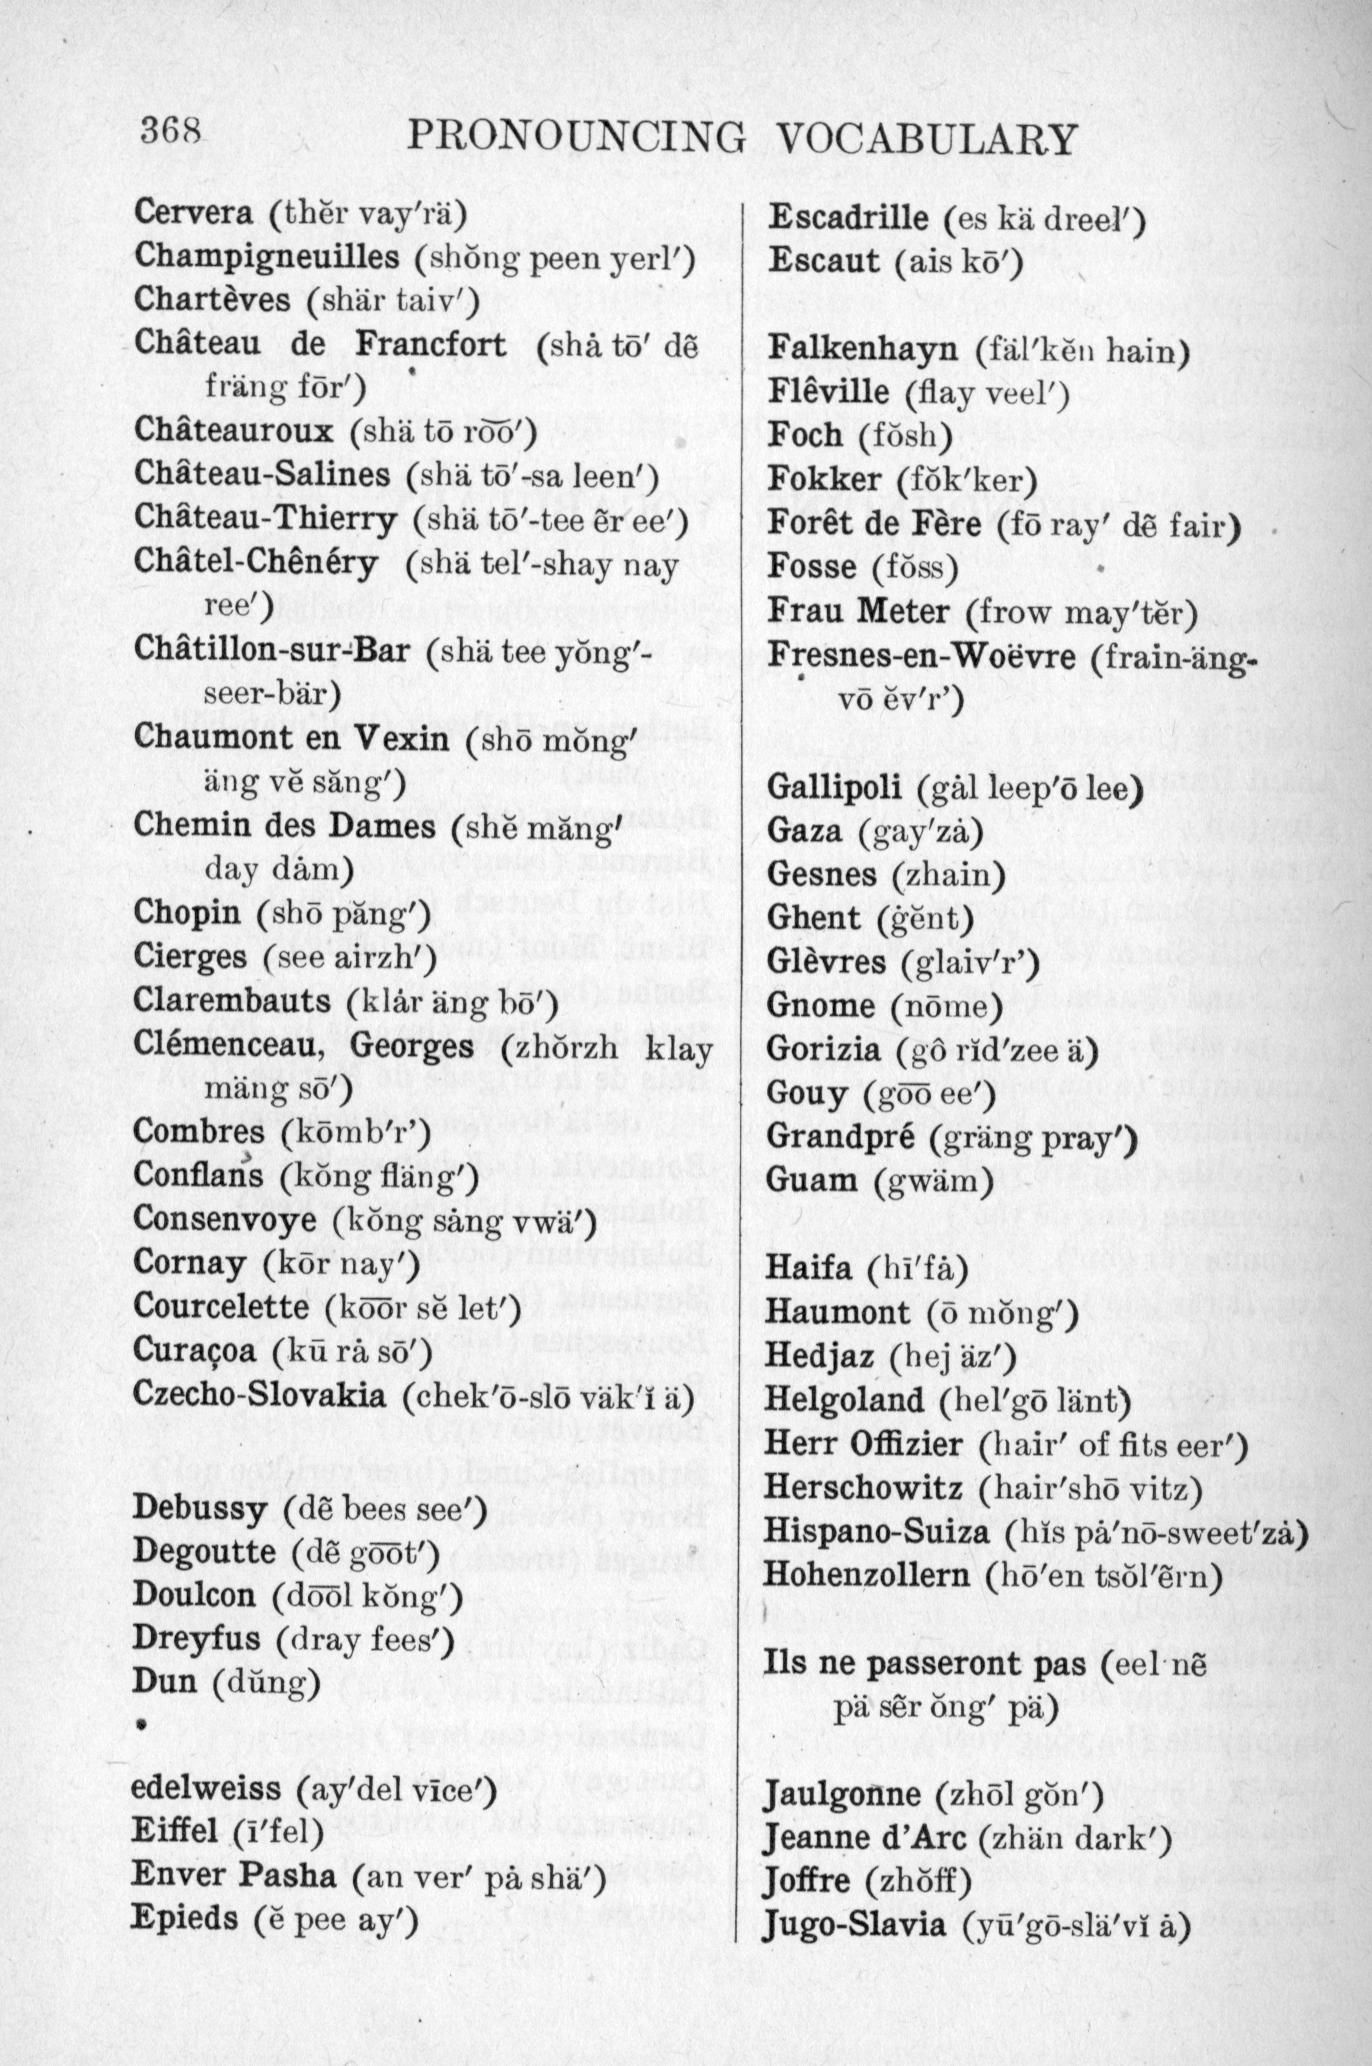 368 PRONOUNCING VOCABULARY
Cervera (thĕr vay′rä)
Champigneuilles (shŏng peen yerl′)
Chartèves (shär taiv′)
Château de Francfort (shȧ tō′ dẽ
fräng fōr′)
Châteauroux (shä tō ro͞o′)
Château-Salines (shä tō′-sa leen′)
Château-Thierry (shä tō′-tee ẽr ee′)
Châtel-Chênéry (shä tel′-shay nay
ree′)
Châtillon-sur-Bar (shä tee yŏng′-
seer-bär)
Chaumont en Vexin (shō mŏng′
äng vĕ săng′)
Chemin des Dames (shĕ măng′
day dȧm)
Chopin (shō păng′)
Cierges (see airzh′)
Clarembauts (klȧr äng bō′)
Clémenceau, Georges (zhŏrzh klay
mäng sō′)
Combres (kōmb′r’)
Conflans (kŏng fläng′)
Consenvoye (kŏng sȧng vwä′)
Cornay (kōr nay′)
Courcelette (ko͞or sĕ let′)
Curaçoa (kū rȧ sō′)
Czecho-Slovakia (chek′ō-slō väk′ĭ ä)
Debussy (dẽ bees see′)
Degoutte (dẽ go͞ot′)
Doulcon (do͞ol kŏng′)
Dreyfus (dray fees′)
Dun (dŭng)
edelweiss (ay′del vīce′)
Eiffel (ī′fel)
Enver Pasha (an ver′ pȧ shä′)
Epieds (ĕ pee ay′)
Escadrille (es kä dreel′)
Escaut (ais kō′)
Falkenhayn (fäl′kĕn hain)
Flêville (flay veel′)
Foch (fŏsh)
Fokker (fŏk′ker)
Forêt de Fère (fō ray′ dẽ fair)
Fosse (fŏss)
Frau Meter (frow may′tĕr)
Fresnes-en-Woëvre (frain-äng-
vō ĕv′r’)
Gallipoli (gȧl leep′ō lee)
Gaza (gay′zȧ)
Gesnes (zhain)
Ghent (ġĕnt)
Glèvres (glaiv′r’)
Gnome (nōme)
Gorizia (gô rĭd′zee ä)
Gouy (go͞o ee′)
Grandpré (gräng pray′)
Guam (gwäm)
Haifa (hī′fȧ)
Haumont (ō mŏng′)
Hedjaz (hej äz′)
Helgoland (hel′gō länt)
Herr Offizier (hair′ of fits eer′)
Herschowitz (hair′shō vitz)
Hispano-Suiza (hĭs pȧ′nō-sweet′zȧ)
Hohenzollern (hō′en tsŏl′ẽrn)
Ils ne passeront pas (eel nẽ
pä sẽr ŏng′ pä)
Jaulgonne (zhōl gŏn′)
Jeanne d’Arc (zhän dark′)
Joffre (zhŏff)
Jugo-Slavia (yū′gō-slä′vĭ ȧ)